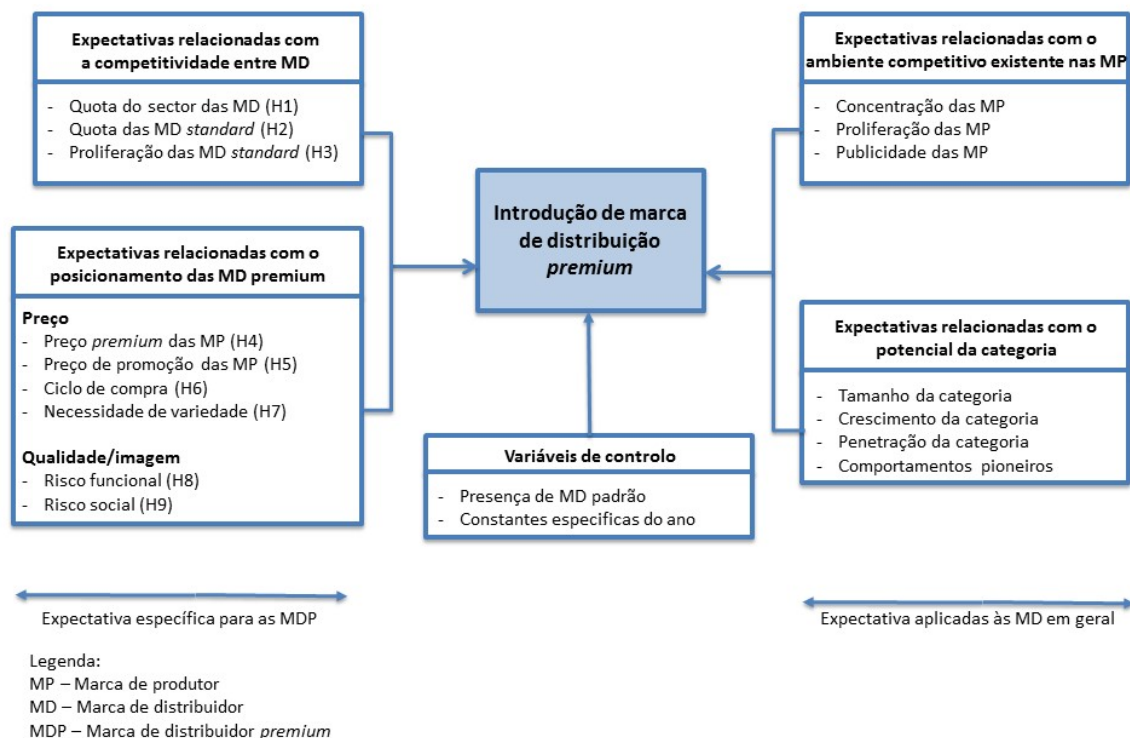 Expectativas relacionadas com
a competitividade entre MD
- Quota do sector das MD (H1)
- Quota das MD standard (H2)
- Proliferação das MD standard (H3)
Expectativas relacionadas com o
posicionamento das MD premium
Preço
- Preço premium das MP (H4)
- Preço de promoção das MP (H5)
- Ciclo de compra (H6)
- Necessidade de variedade (H7)
Qualidade/imagem
- Risco funcional (H8)
- Risco social (H9)
Introdução de marca
de distribuição
premium
Variáveis de controlo
- Presença de MD padrão
- Constantes especificas do ano
Expectativas relacionadas com o
ambiente competitivo existente nas MP
- Concentração das MP
- Proliferação das MP
- Publicidade das MP
Expectativas relacionadas com o
potencial da categoria
- Tamanho da categoria
- Crescimento da categoria
- Penetração da categoria
- Comportamentos pioneiros
Expectativa específica para as MDP
Expectativa aplicadas às MD em geral
Legenda:
MP – Marca de produtor
MD – Marca de distribuidor
MDP – Marca de distribuidor premium